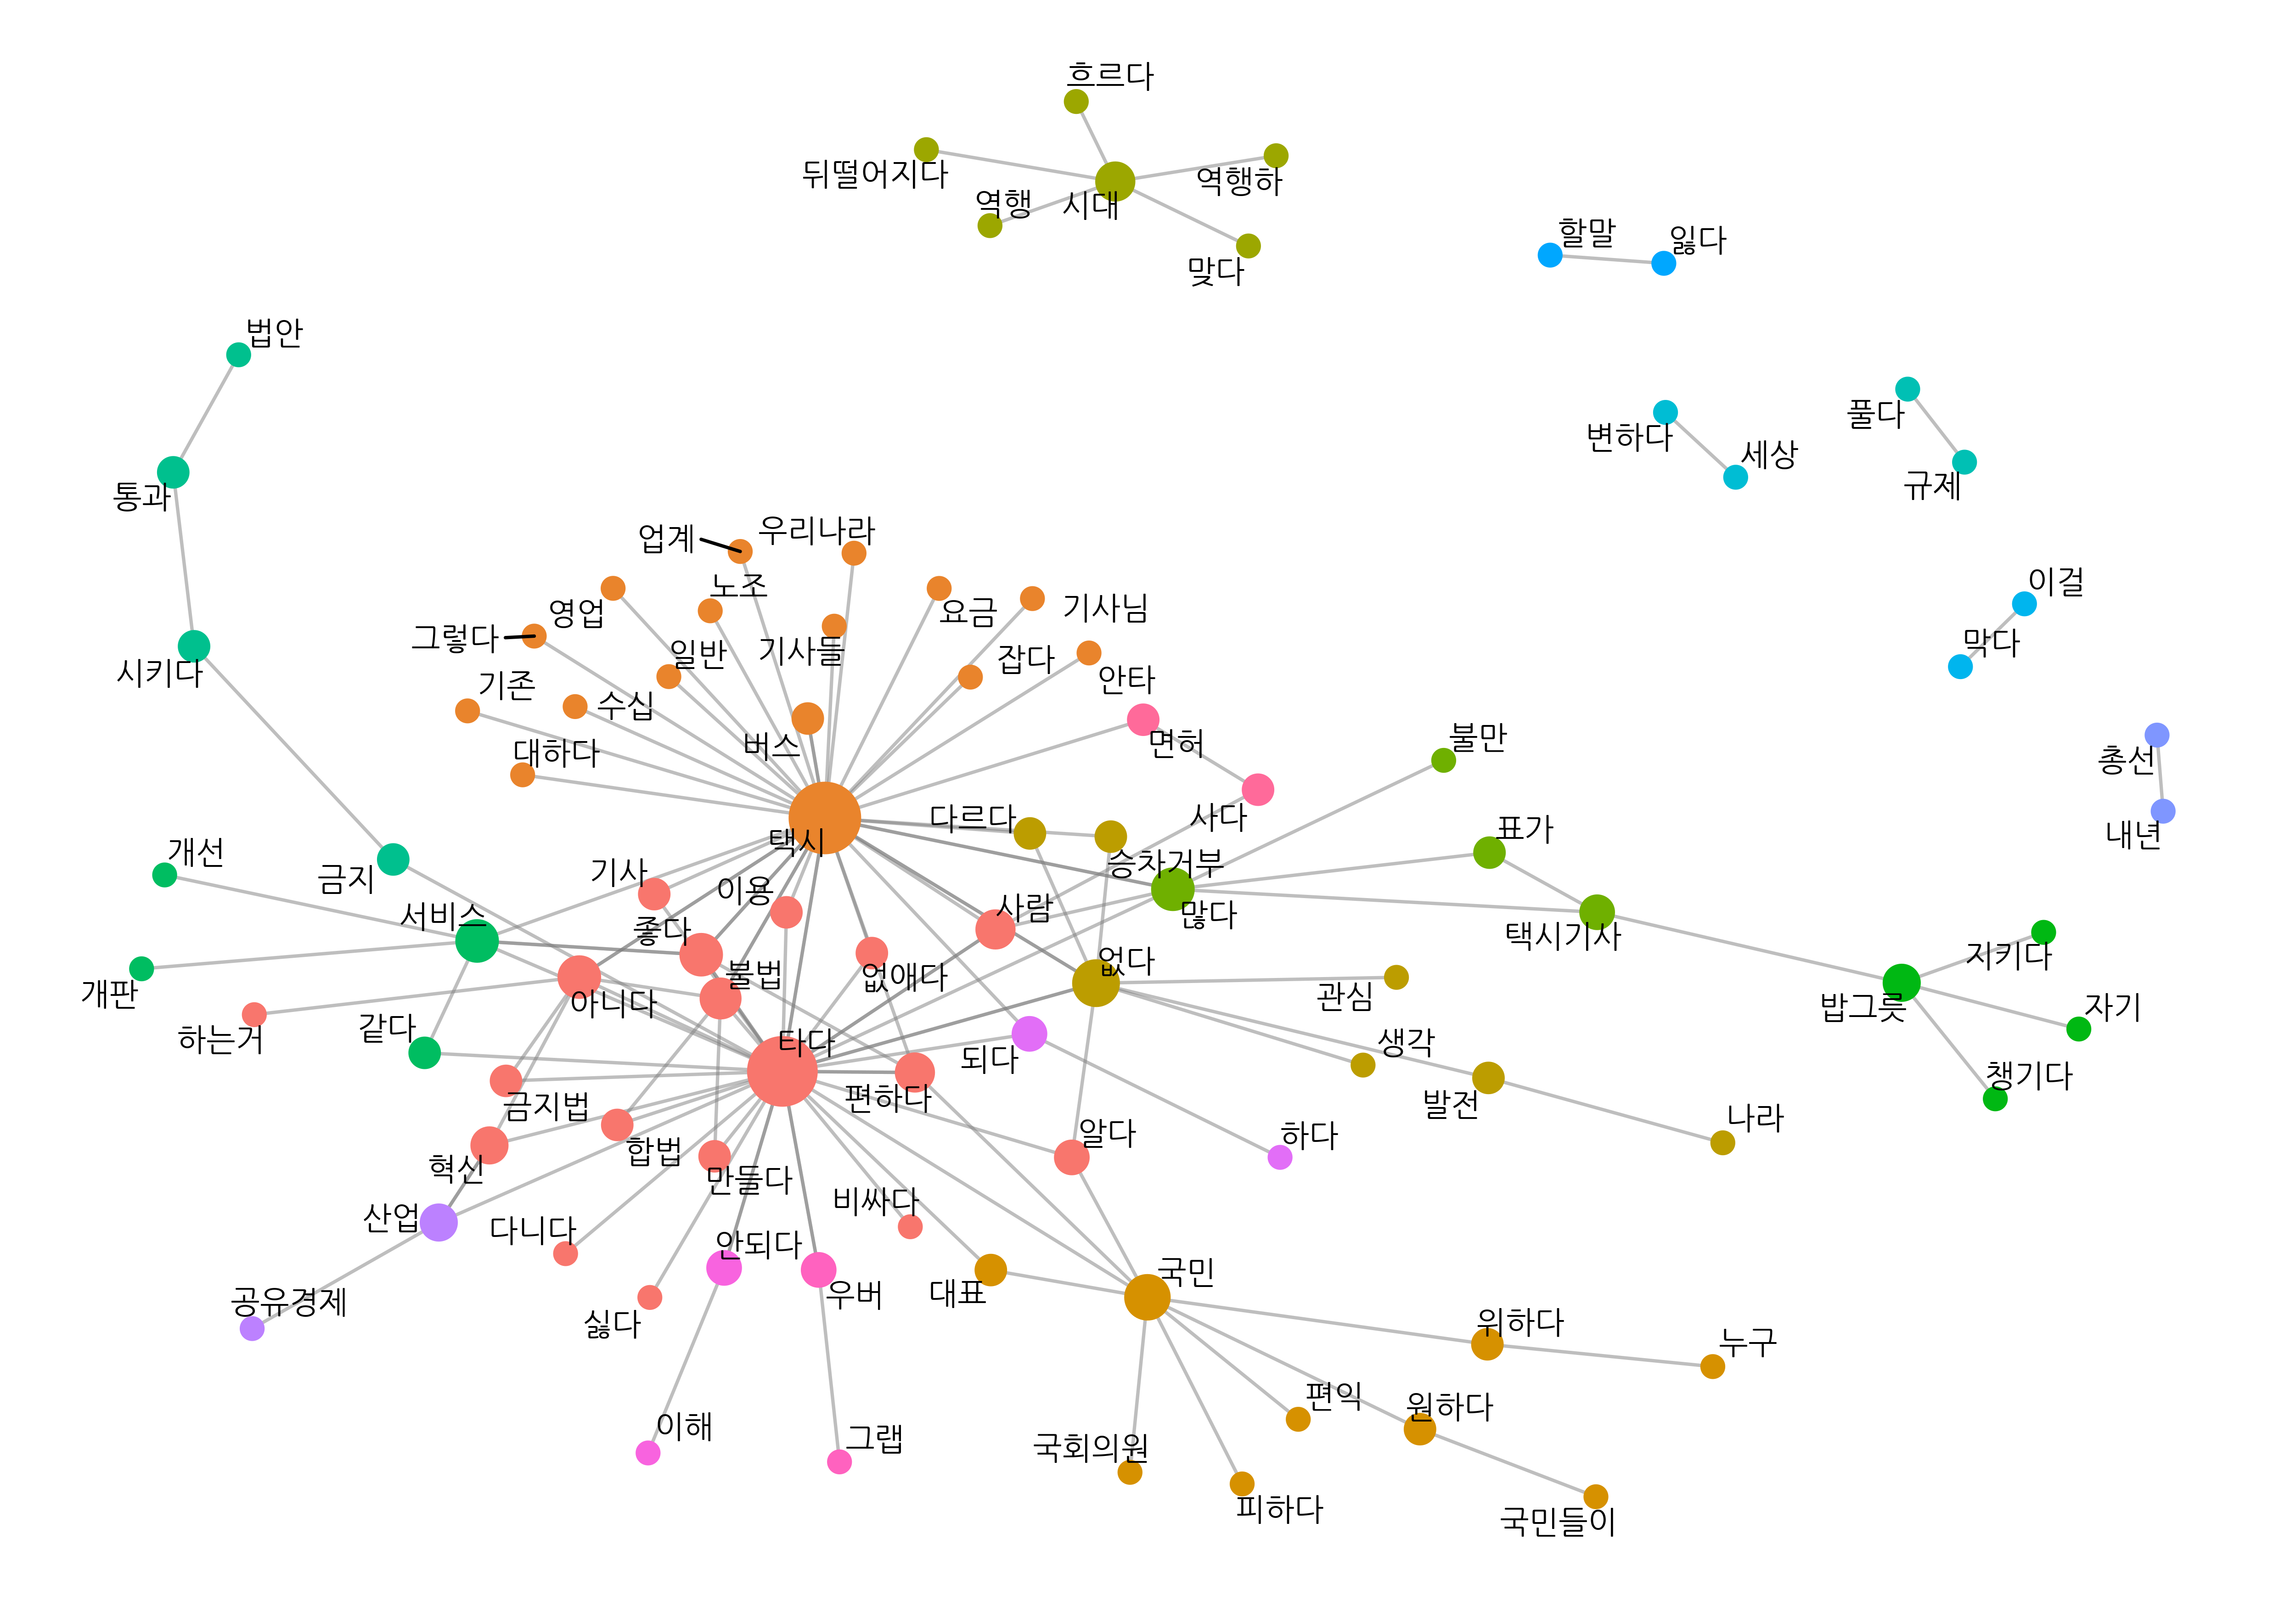 흐르다
뒤떨어지다
역행하
역행
시대
맞다
할말
잃다
법안
풀다
변하다
세상
통과
규제
업계
우리나라
이걸
노조
영업
요금
기사님
그렇다
일반
기사들
잡다
막다
시키다
기존
수십
안타
버스
면허
불만
대하다
총선
다르다
사다
표가
택시
내년
개선
금지
기사
이용
승차거부
서비스
좋다
사람
많다
택시기사
지키다
개판
불법
없애다
없다
관심
아니다
밥그릇
자기
하는거
같다
타다
되다
생각
챙기다
금지법
편하다
발전
나라
합법
알다
하다
혁신
만들다
비싸다
산업
다니다
안되다
국민
공유경제
우버
대표
싫다
위하다
누구
이해
그랩
편익
원하다
국회의원
피하다
국민들이